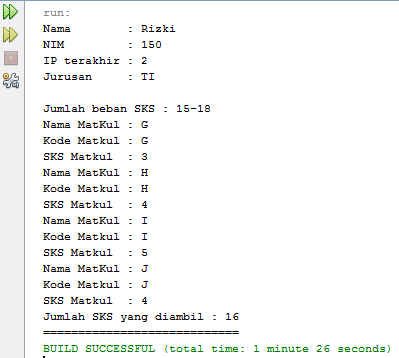 run:
Nama        : Rizki
NIM         : 150
IP terakhir : 2
Jurusan     : TI

Jumlah beban SKS : 15-18
Nama MatKul : G
Kode Matkul : G
SKS Matkul  : 3
Nama MatKul : H
Kode Matkul : H
SKS Matkul  : 4
Nama MatKul : I
Kode Matkul : I
SKS Matkul  : 5
Nama MatKul : J
Kode Matkul : J
SKS Matkul  : 4
Jumlah SKS yang diambil : 16
============================
BUILD SUCCESSFUL (total time: 1 minute 26 seconds)